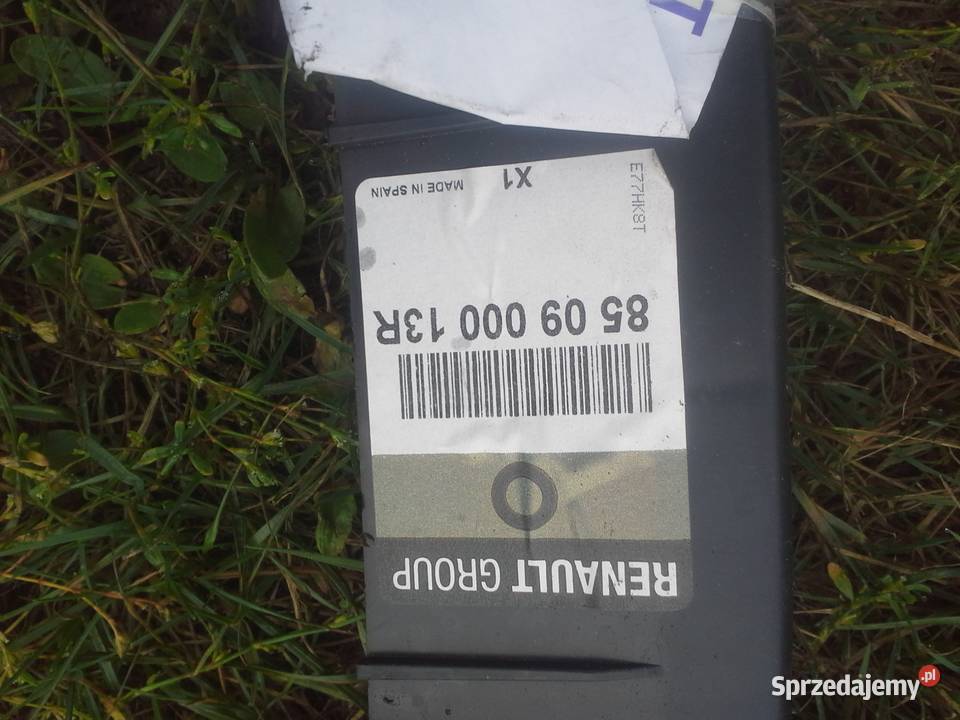 RENAULT GROUP
85 09 000 13R
MADE IN SPAIN
X1
E77HK8T
T
Sprzedajemy.pl